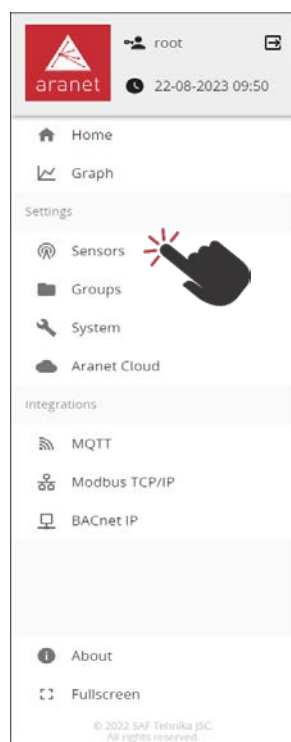 root
aranet
22-08-2023 09:50
Home
Graph
Settings
Sensors
Groups
System
Aranet Cloud
Integrations
MQTT
Modbus TCP/IP
BACnet IP
About
Fullscreen
© 2022 SAF Tehnika JSC.
All rights reserved